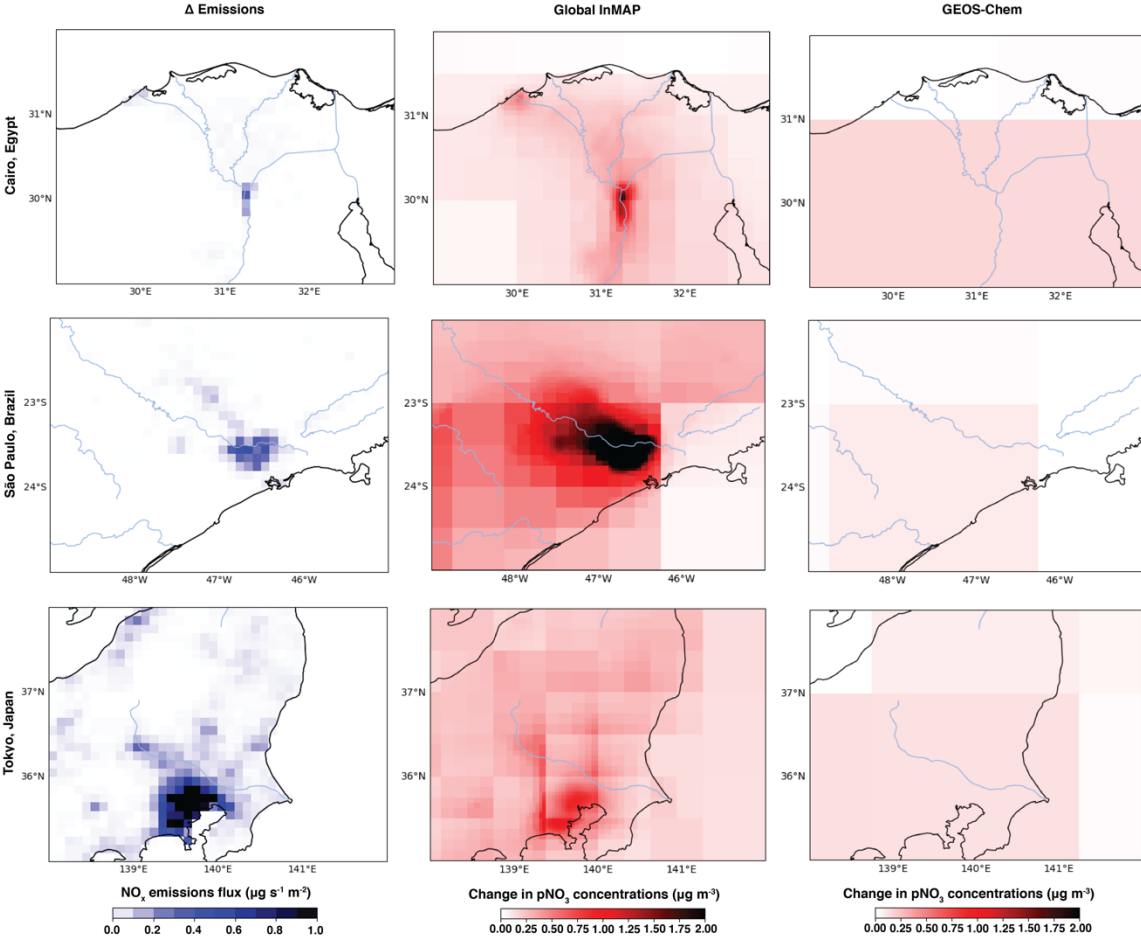 Δ Emissions
Global InMAP
GEOS-Chem
Cairo, Egypt
31°N
30°N
30°E 31°E 32°E
31°N
30°N
30°E 31°E 32°E
31°N
30°N
30°E 31°E 32°E
São Paulo, Brazil
23°S
24°S
48°W 47°W 46°W
23°S
24°S
48°W 47°W 46°W
23°S
24°S
48°W 47°W 46°W
Tokyo, Japan
37°N
36°N
139°E 140°E 141°E
37°N
36°N
139°E 140°E 141°E
37°N
36°N
139°E 140°E 141°E
NOₓ emissions flux (μg s⁻¹ m⁻²)
0.0 0.2 0.4 0.6 0.8 1.0
Change in pNO₃ concentrations (μg m⁻³)
0.00 0.25 0.50 0.75 1.00 1.25 1.50 1.75 2.00
Change in pNO₃ concentrations (μg m⁻³)
0.00 0.25 0.50 0.75 1.00 1.25 1.50 1.75 2.00